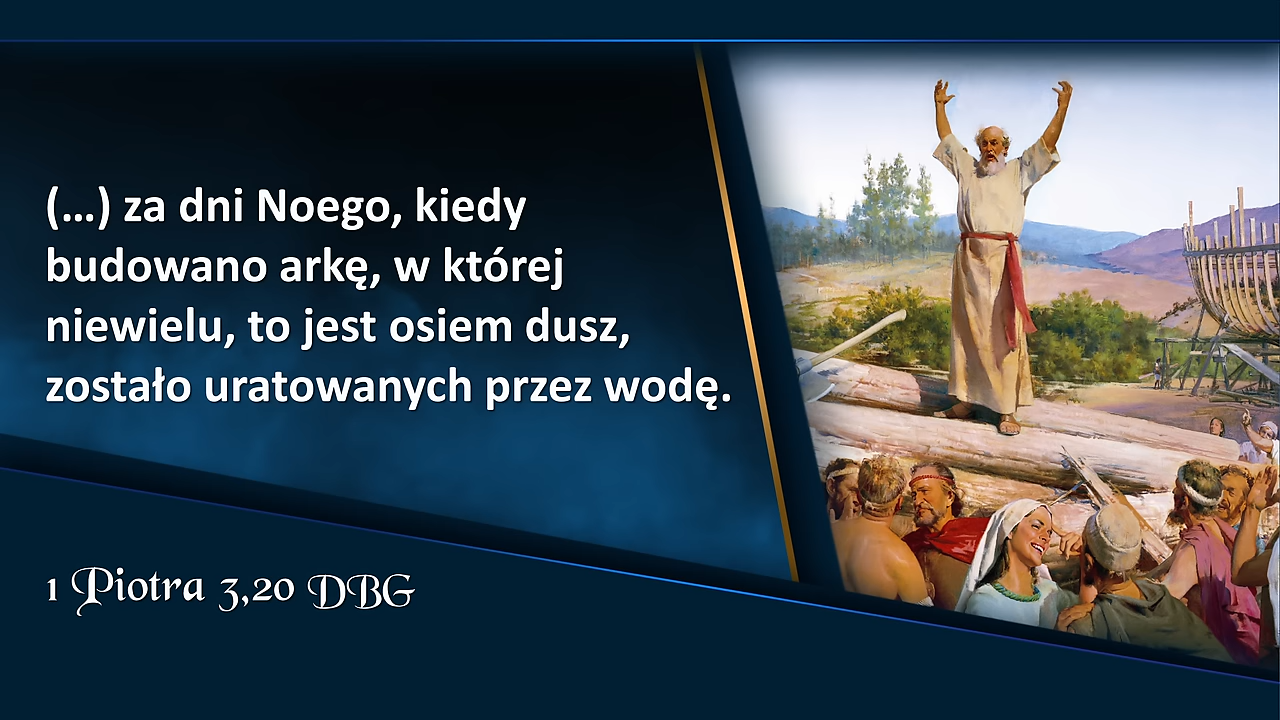 (...) za dni Noego, kiedy
budowano arkę, w której
niewielu, to jest osiem dusz,
zostało uratowanych przez wodę.
1 Piotra 3,20 DBG